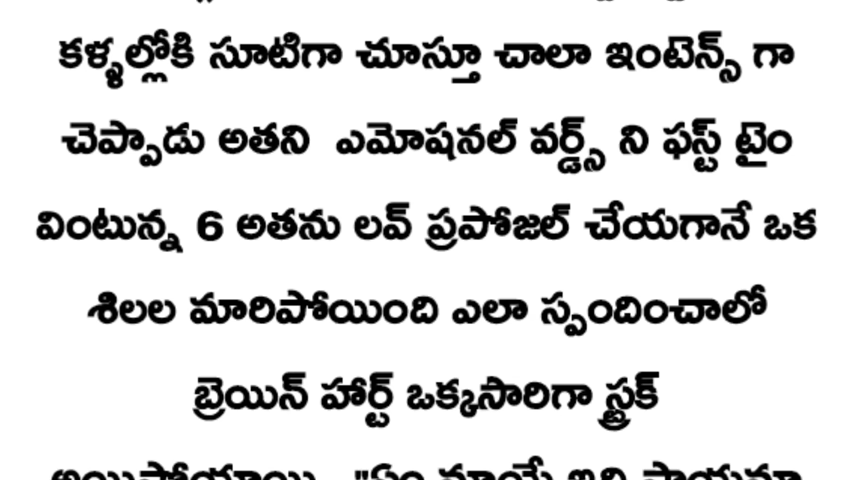 కళ్ళల్లోకి సూటిగా చూస్తూ చాలా ఇంటెన్స్ గా
చెప్పాడు అతని ఎమోషనల్ వర్డ్స్ ని ఫస్ట్ టైం
వింటున్న 6 అతను లవ్ ప్రపోజల్ చేయగానే ఒక
శిలల మారిపోయింది ఎలా స్పందించాలో
బ్రెయిన్ హార్ట్ ఒక్కసారిగా స్ట్రక్